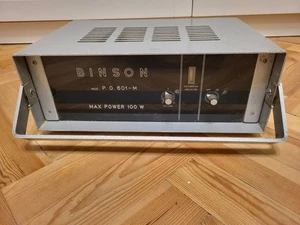 BINSON
MOD. P.O. 601-M
MAX POWER 100 W